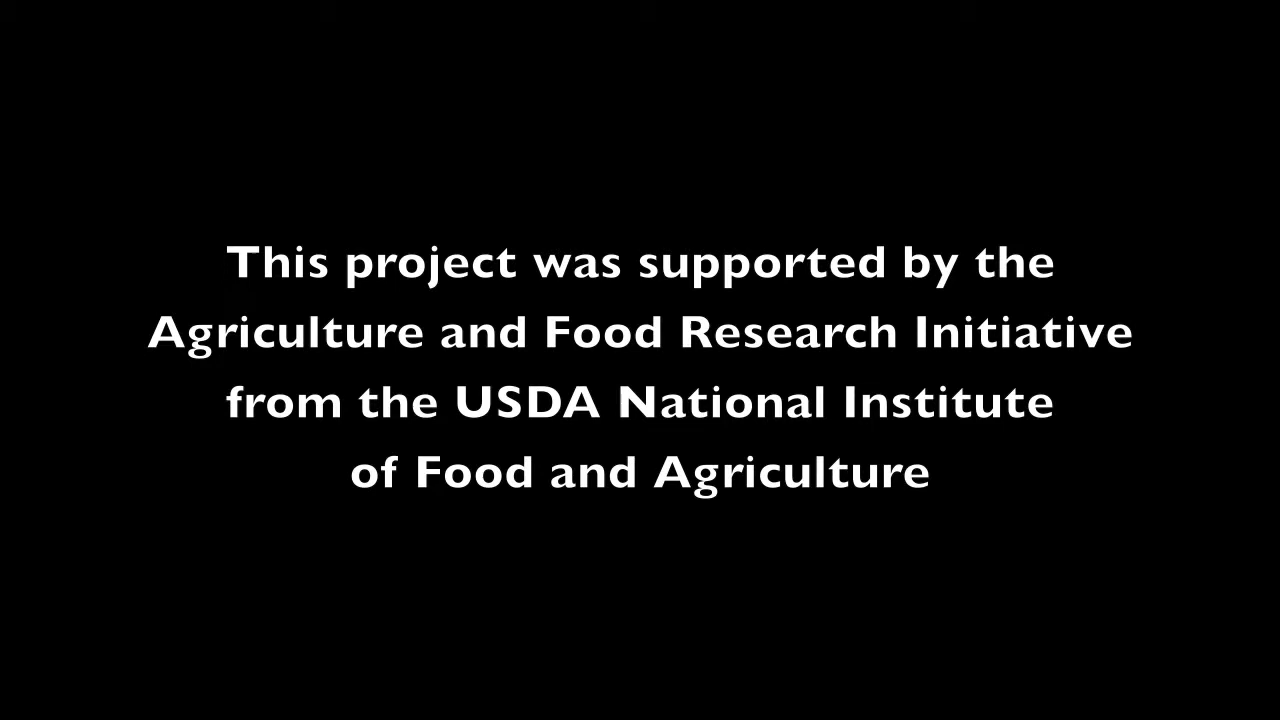 This project was supported by the
Agriculture and Food Research Initiative
from the USDA National Institute
of Food and Agriculture